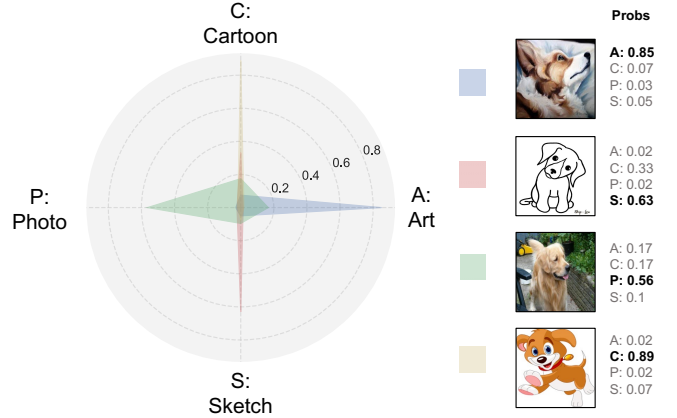 C:
Cartoon
P:
Photo
A:
Art
S:
Sketch
0.2
0.4
0.6
0.8
Probs
A: 0.85
C: 0.07
P: 0.03
S: 0.05
A: 0.02
C: 0.33
P: 0.02
S: 0.63
A: 0.17
C: 0.17
P: 0.56
S: 0.1
A: 0.02
C: 0.89
P: 0.02
S: 0.07